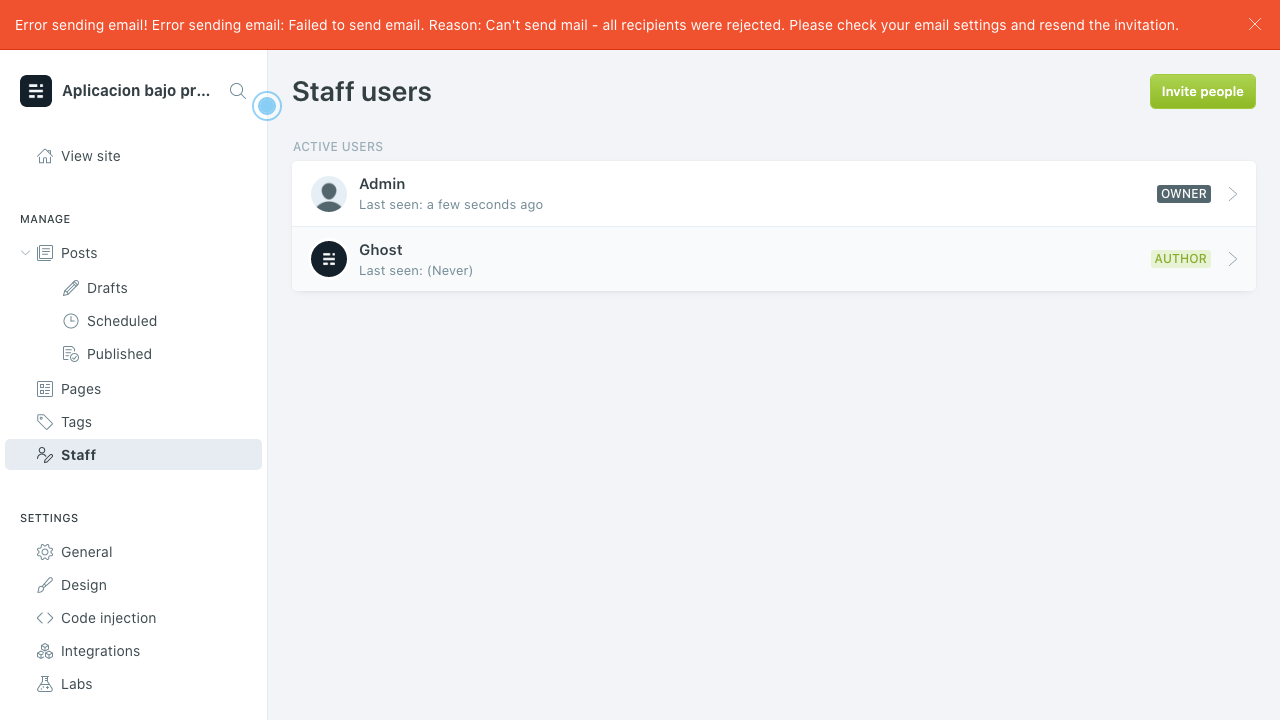 Error sending email! Error sending email: Failed to send email. Reason: Can't send mail - all recipients were rejected. Please check your email settings and resend the invitation.
Aplicacion bajo pr...
Staff users
Invite people
View site
ACTIVE USERS
Admin
Last seen: a few seconds ago
OWNER
Ghost
Last seen: (Never)
AUTHOR
MANAGE
Posts
Drafts
Scheduled
Published
Pages
Tags
Staff
SETTINGS
General
Design
Code injection
Integrations
Labs